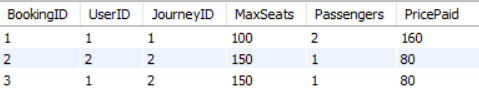 BookingID UserID JourneyID MaxSeats Passengers PricePaid
1 1 1 100 2 160
2 2 2 150 1 80
3 1 2 150 1 80